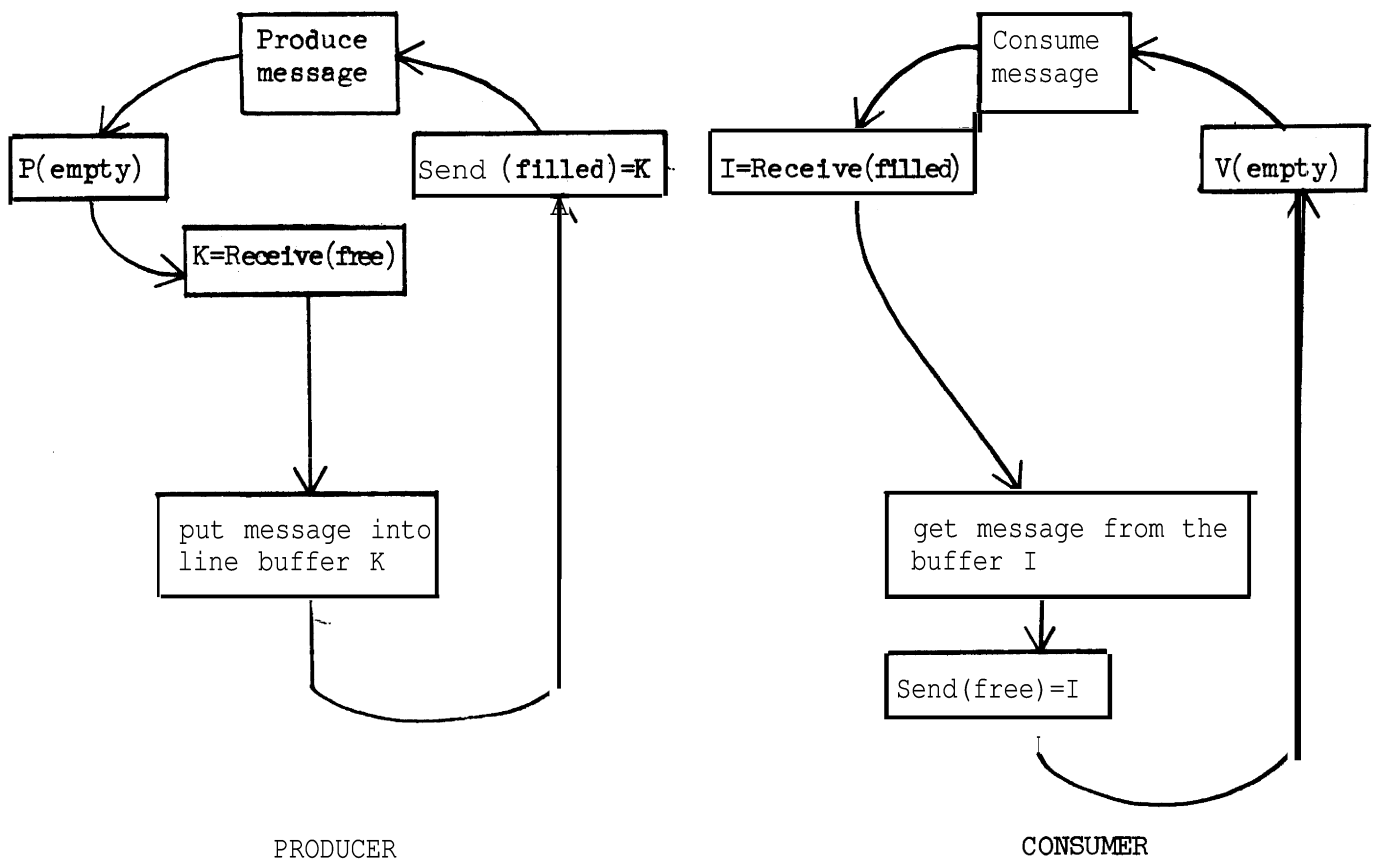 Produce
message
P(empty)
Send (filled)=K
K=Receive(free)
put message into
line buffer K
PRODUCER
Consume
message
I=Receive(filled)
V(empty)
get message from the
buffer I
Send(free)=I
CONSUMER